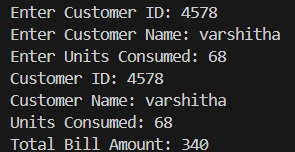 Enter Customer ID: 4578
Enter Customer Name: varshitha
Enter Units Consumed: 68
Customer ID: 4578
Customer Name: varshitha
Units Consumed: 68
Total Bill Amount: 340